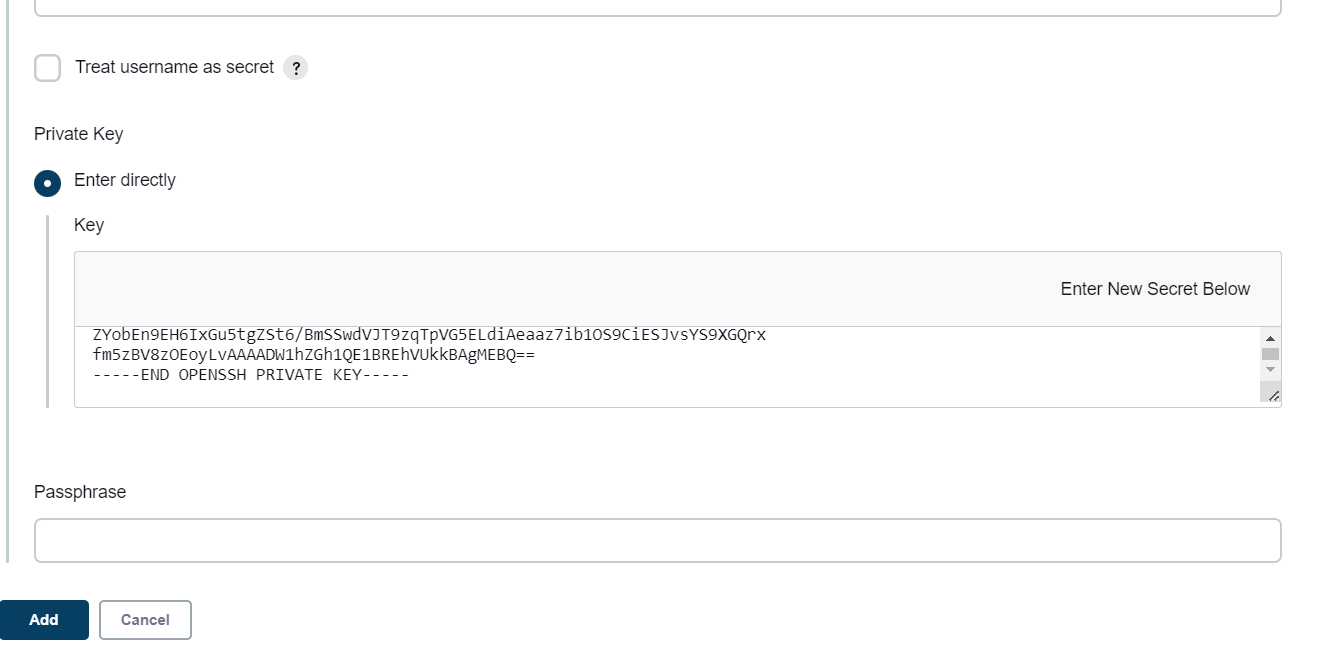 Treat username as secret ?
Private Key
Enter directly
Key
Enter New Secret Below
ZYobEn9EH6IxGu5tgZSt6/BmSSwdVJT9zqTpVG5ELdiAeaaz7ib1OS9CiESJvsYS9XGQrx
fm5zBV8zOEoyLvAAAADW1hZGh1QE1BREhVUkkBAgMEBQ==
-----END OPENSSH PRIVATE KEY-----
Passphrase
Add Cancel